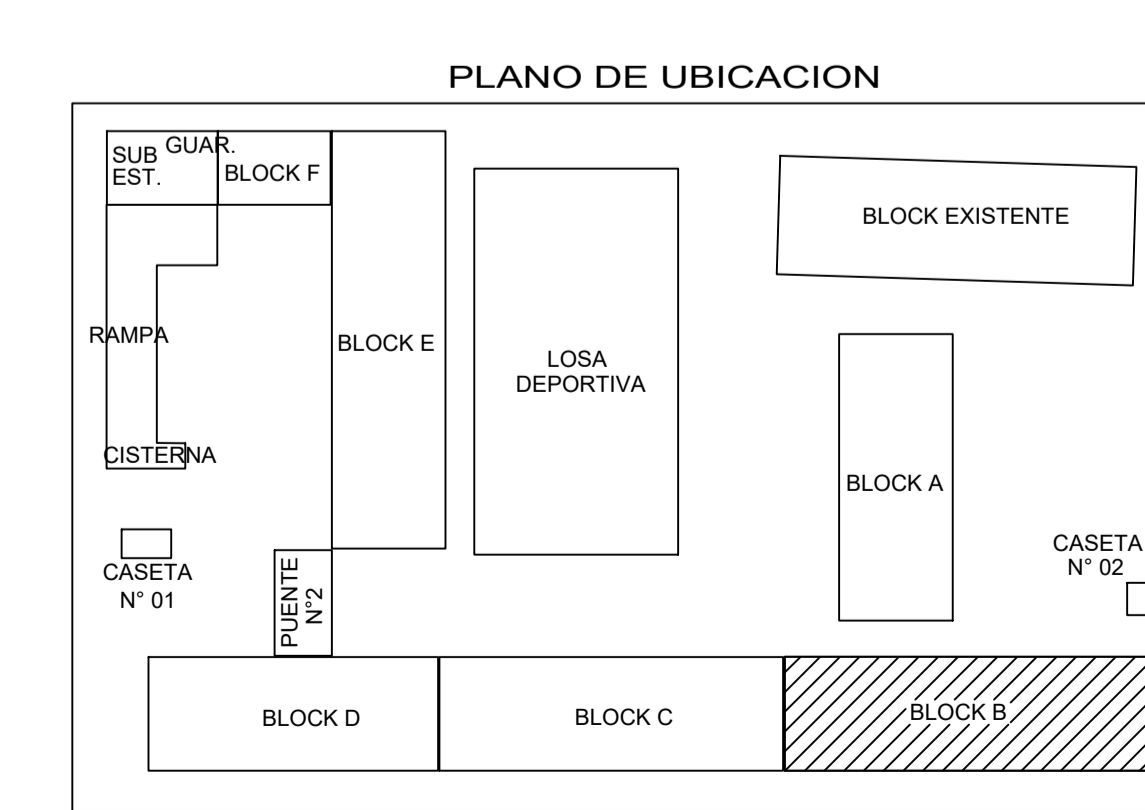 PLANO DE UBICACION
SUB
EST.
GUAR.
BLOCK F
BLOCK EXISTENTE
RAMPA
BLOCK E
LOSA
DEPORTIVA
CISTERNA
BLOCK A
CASETA
N° 01
CASETA
N° 02
PUENTE
N°2
BLOCK D
BLOCK C
BLOCK B